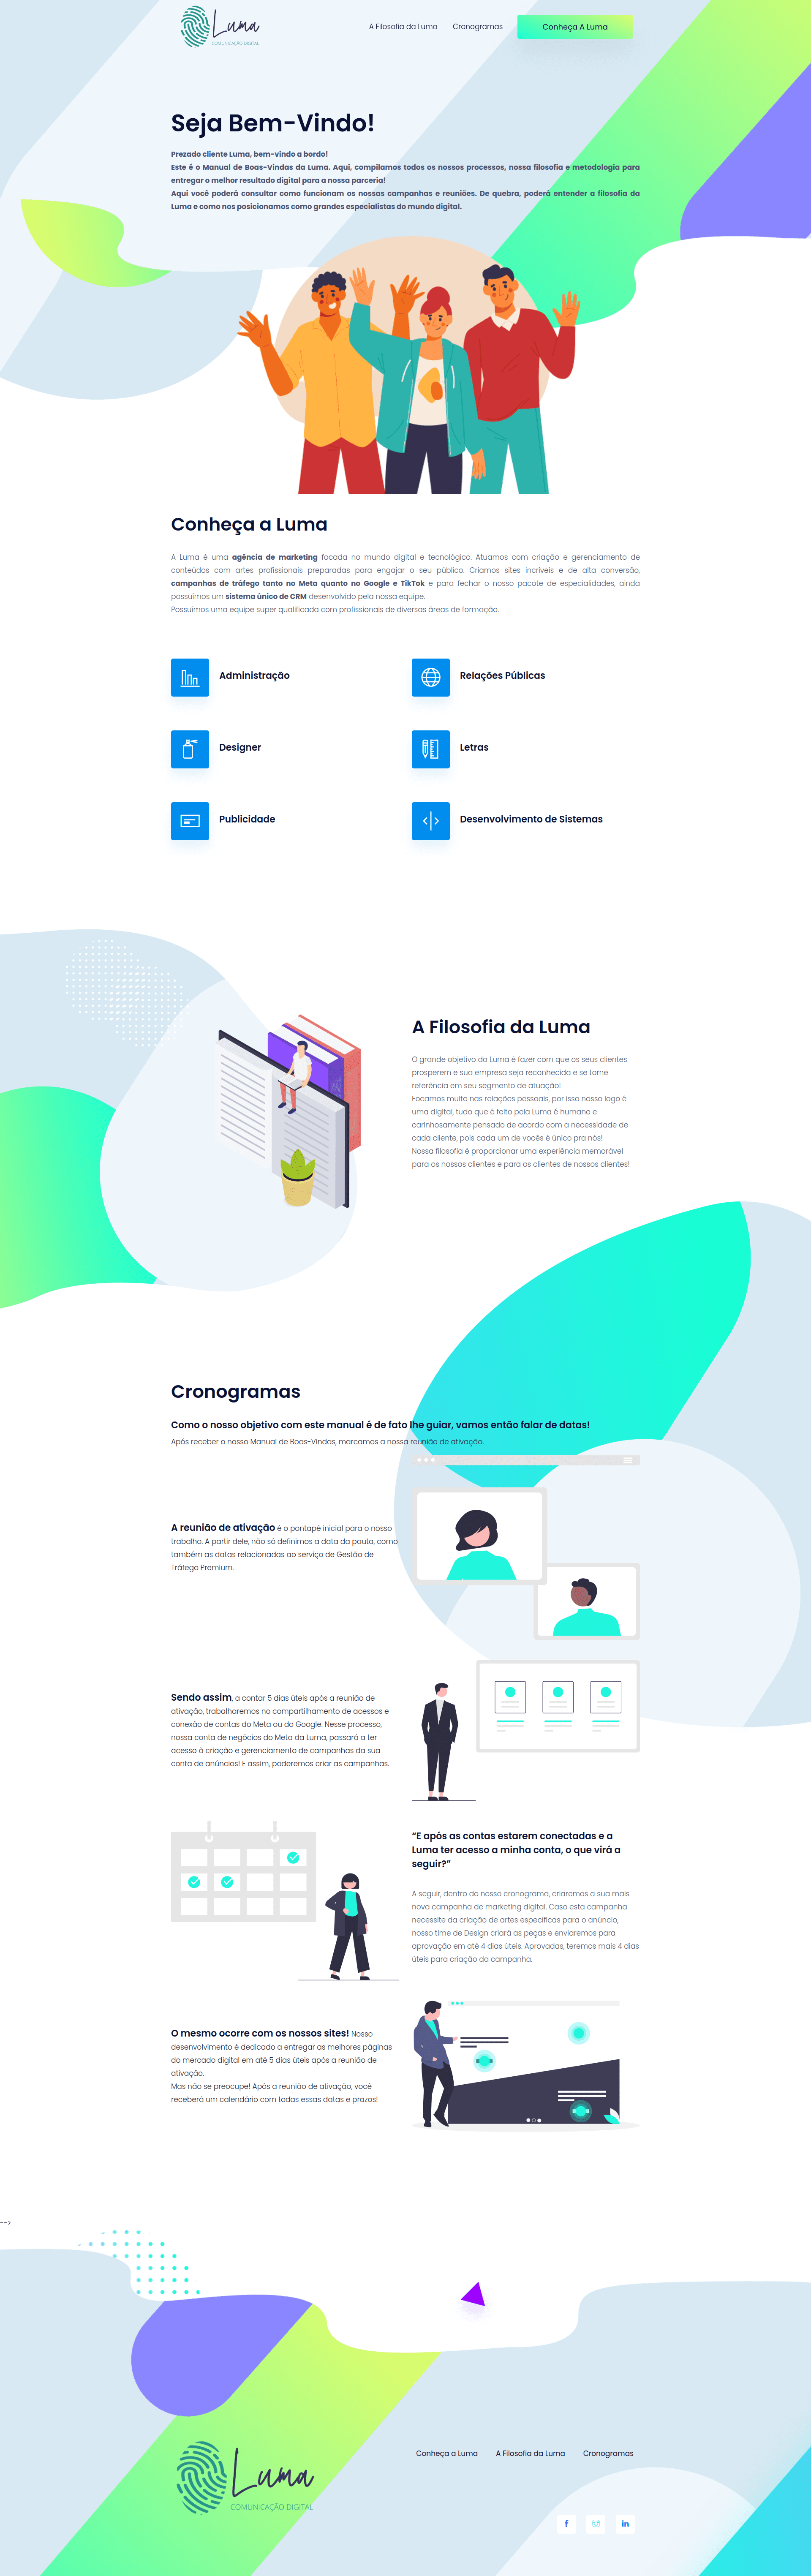 Luma
COMUNICAÇÃO DIGITAL
A Filosofia da Luma
Cronogramas
Conheça A Luma
Seja Bem-Vindo!
Prezado cliente Luma, bem-vindo a bordo!
Este é o Manual de Boas-Vindas da Luma. Aqui, compilamos todos os nossos processos, nossa filosofia e metodologia para
entregar o melhor resultado digital para a nossa parceria!
Aqui você poderá consultar como funcionam os nossas campanhas e reuniões. De quebra, poderá entender a filosofia da
Luma e como nos posicionamos como grandes especialistas do mundo digital.
Conheça a Luma
A Luma é uma agência de marketing focada no mundo digital e tecnológico. Atuamos com criação e gerenciamento de
conteúdos com artes profissionais preparadas para engajar o seu público. Criamos sites incríveis e de alta conversão,
campanhas de tráfego tanto no Meta quanto no Google e TikTok e para fechar o nosso pacote de especialidades, ainda
possuímos um sistema único de CRM desenvolvido pela nossa equipe.
Possuímos uma equipe super qualificada com profissionais de diversas áreas de formação.
Administração
Relações Públicas
Designer
Letras
Publicidade
Desenvolvimento de Sistemas
A Filosofia da Luma
O grande objetivo da Luma é fazer com que os seus clientes
prosperem e sua empresa seja reconhecida e se torne
referência em seu segmento de atuação!
Focamos muito nas relações pessoais, por isso nosso logo é
uma digital, tudo que é feito pela Luma é humano e
carinhosamente pensado de acordo com a necessidade de
cada cliente, pois cada um de vocês é único pra nós!
Nossa filosofia é proporcionar uma experiência memorável
para os nossos clientes e para os clientes de nossos clientes!
Cronogramas
Como o nosso objetivo com este manual é de fato lhe guiar, vamos então falar de datas!
Após receber o nosso Manual de Boas-Vindas, marcamos a nossa reunião de ativação.
A reunião de ativação é o pontapé inicial para o nosso
trabalho. A partir dele, não só definimos a data da pauta, como
também as datas relacionadas ao serviço de Gestão de
Tráfego Premium.
Sendo assim, a contar 5 dias úteis após a reunião de
ativação, trabalharemos no compartilhamento de acessos e
conexão de contas do Meta ou do Google. Nesse processo,
nossa conta de negócios do Meta da Luma, passará a ter
acesso à criação e gerenciamento de campanhas da sua
conta de anúncios! E assim, poderemos criar as campanhas.
“E após as contas estarem conectadas e a
Luma ter acesso a minha conta, o que virá a
seguir?”
A seguir, dentro do nosso cronograma, criaremos a sua mais
nova campanha de marketing digital. Caso esta campanha
necessite da criação de artes específicas para o anúncio,
nosso time de Design criará as peças e enviaremos para
aprovação em até 4 dias úteis. Aprovadas, teremos mais 4 dias
úteis para criação da campanha.
O mesmo ocorre com os nossos sites! Nosso
desenvolvimento é dedicado a entregar as melhores páginas
do mercado digital em até 5 dias úteis após a reunião de
ativação.
Mas não se preocupe! Após a reunião de ativação, você
receberá um calendário com todas essas datas e prazos!
-->
Luma
COMUNICAÇÃO DIGITAL
Conheça a Luma
A Filosofia da Luma
Cronogramas